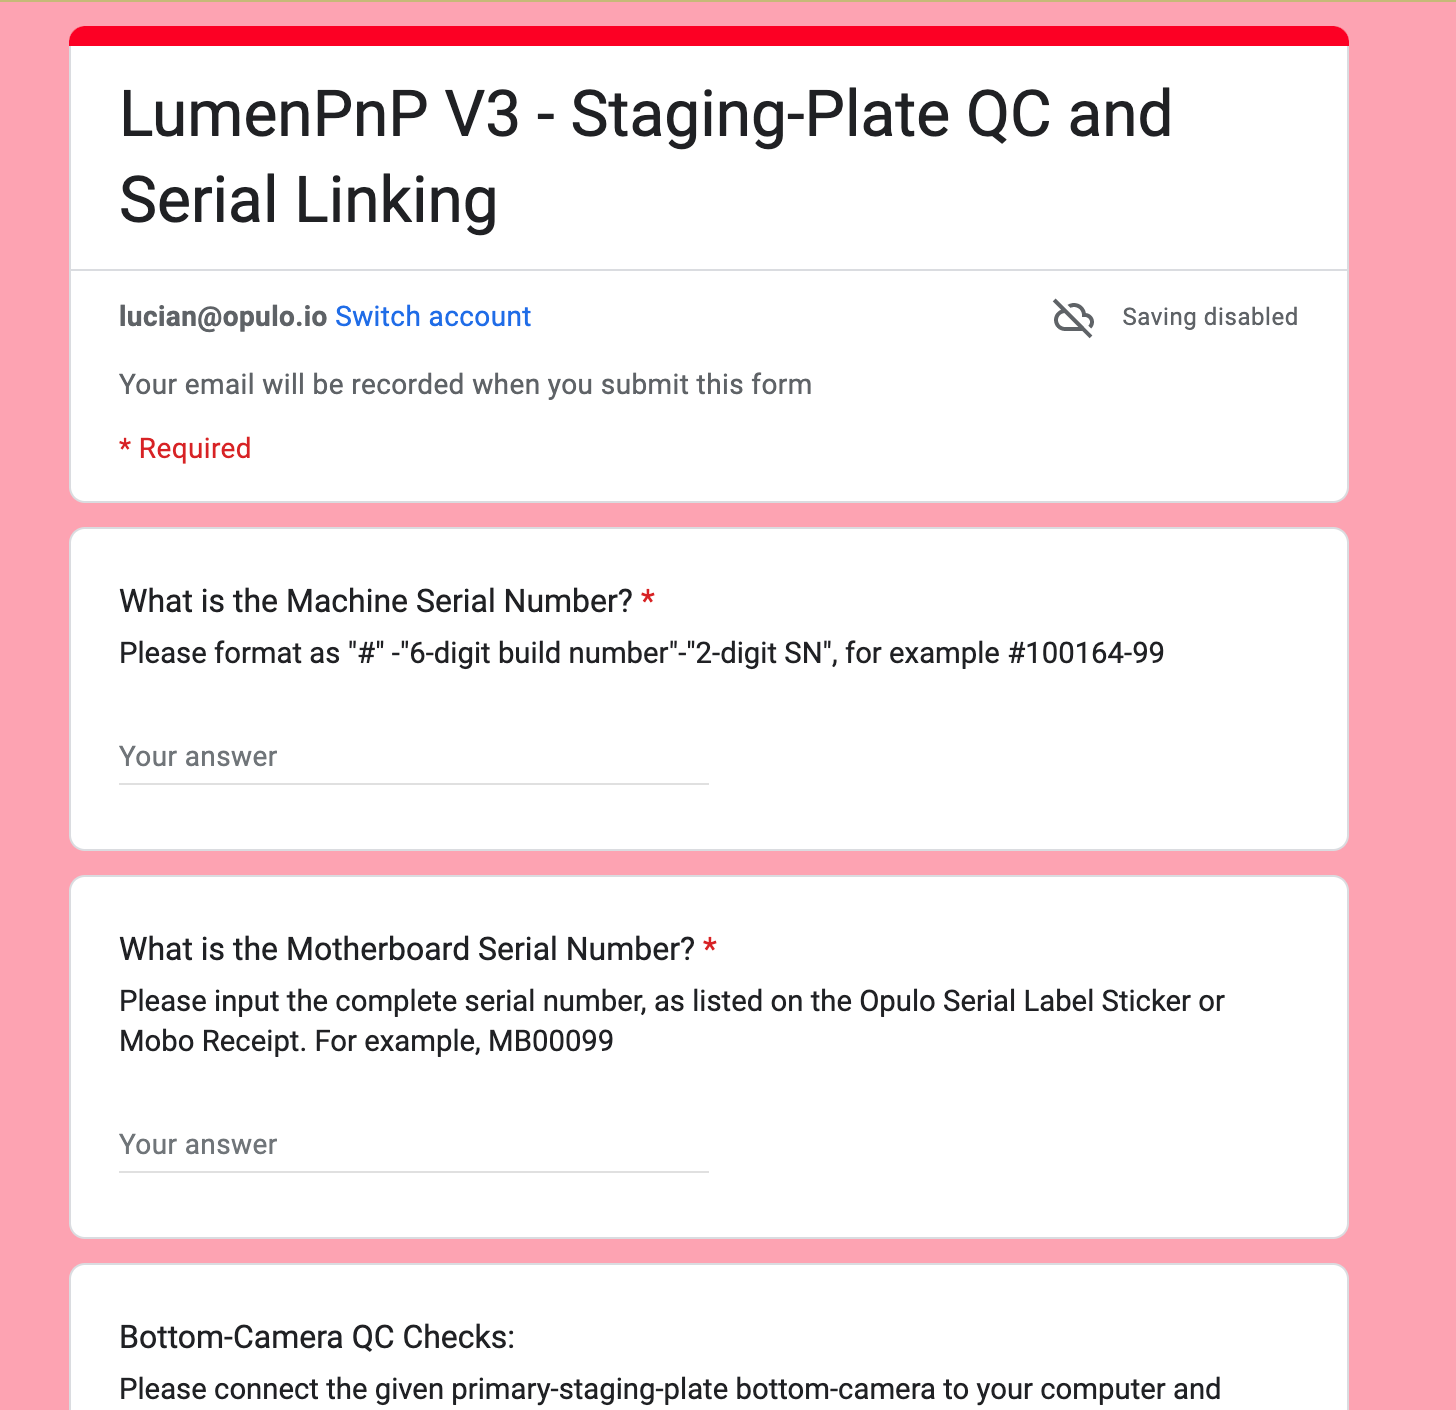 LumenPnP V3 - Staging-Plate QC and
Serial Linking
lucian@opulo.io Switch account
Saving disabled
Your email will be recorded when you submit this form
* Required
What is the Machine Serial Number? *
Please format as "#" -"6-digit build number"-"2-digit SN", for example #100164-99
Your answer
What is the Motherboard Serial Number? *
Please input the complete serial number, as listed on the Opulo Serial Label Sticker or
Mobo Receipt. For example, MB00099
Your answer
Bottom-Camera QC Checks:
Please connect the given primary-staging-plate bottom-camera to your computer and